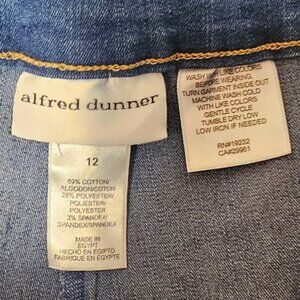 alfred dunner
12
69% COTTON/
ALGODON/COTON
28% POLYESTER/
POLIESTER/
POLYESTER
3% SPANDEX/
SPANDEX/SPANDEX
MADE IN
EGYPT
HECHO EN EGIPTO
FABRIQUE EN EGYPTE
WASH WITH LIKE COLORS
BEFORE WEARING.
TURN GARMENT INSIDE OUT
MACHINE WASH COLD
WITH LIKE COLORS
GENTLE CYCLE
TUMBLE DRY LOW
LOW IRON IF NEEDED
RN#19232
CA#29961